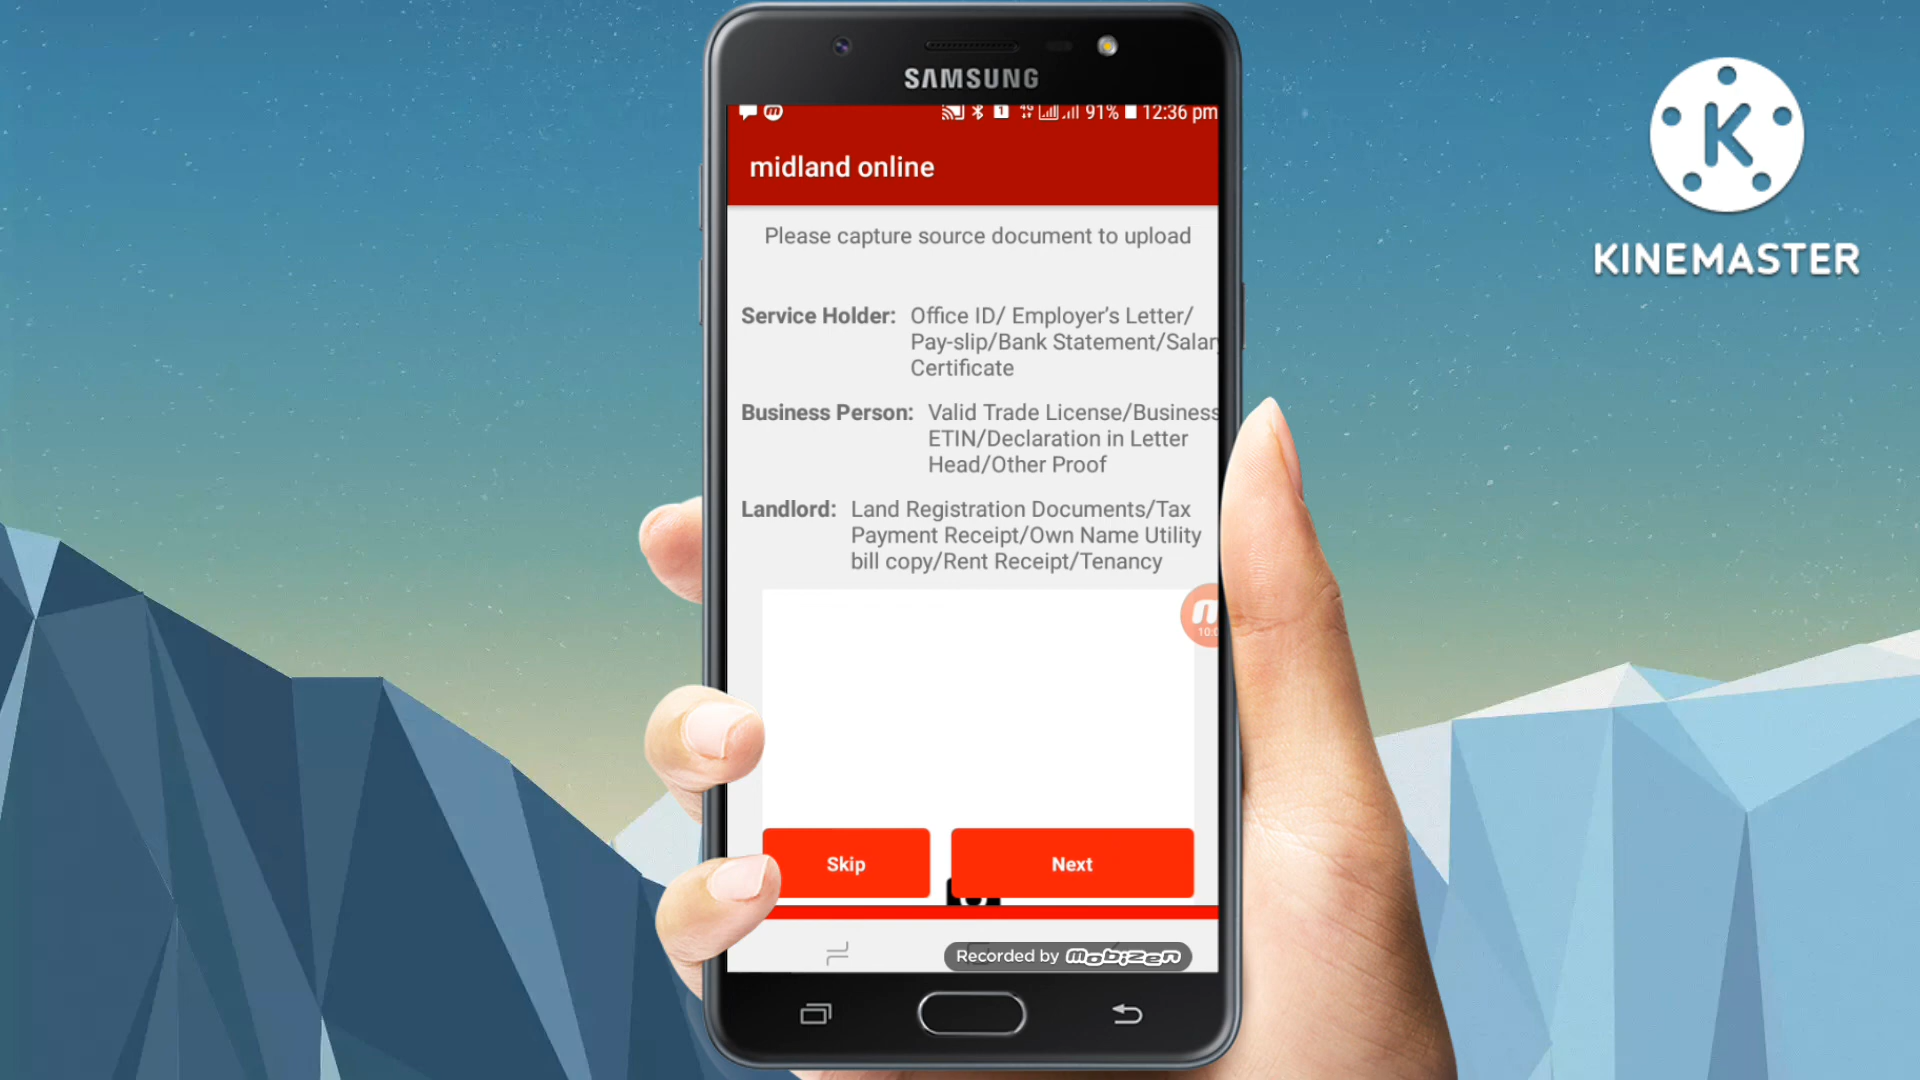 SAMSUNG
91% 12:36 pm
midland online
Please capture source document to upload
Service Holder: Office ID/ Employer's Letter/
Pay-slip/Bank Statement/Salary
Certificate
Business Person: Valid Trade License/Business
ETIN/Declaration in Letter
Head/Other Proof
Landlord: Land Registration Documents/Tax
Payment Receipt/Own Name Utility
bill copy/Rent Receipt/Tenancy
Skip
Next
Recorded by mobizen
K
KINEMASTER